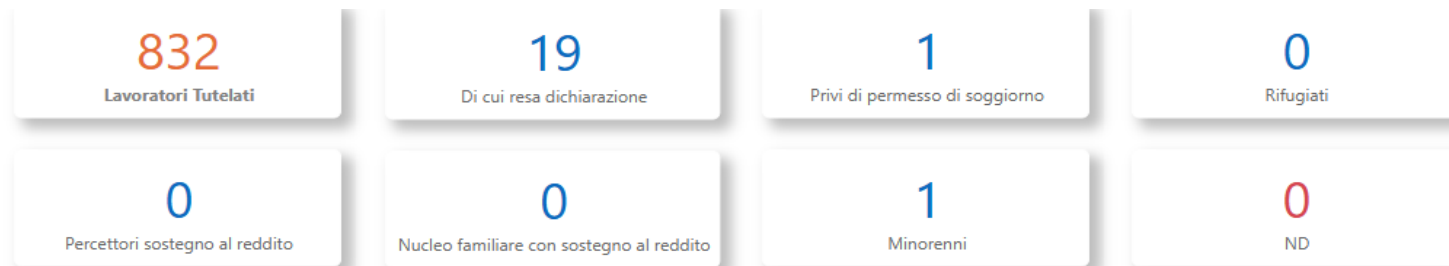 832
Lavoratori Tutelati
19
Di cui resa dichiarazione
1
Privi di permesso di soggiorno
0
Rifugiati
0
Percettori sostegno al reddito
0
Nucleo familiare con sostegno al reddito
1
Minorenni
0
ND